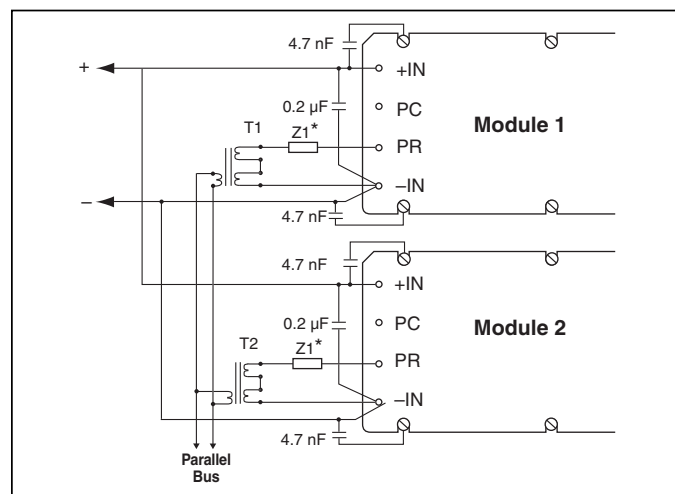 4.7 nF
+
+IN
0.2 µF
PC
T1
Z1*
Module 1
PR
–IN
–
4.7 nF
4.7 nF
+IN
0.2 µF
PC
T2
Z1*
Module 2
PR
–IN
4.7 nF
Parallel
Bus